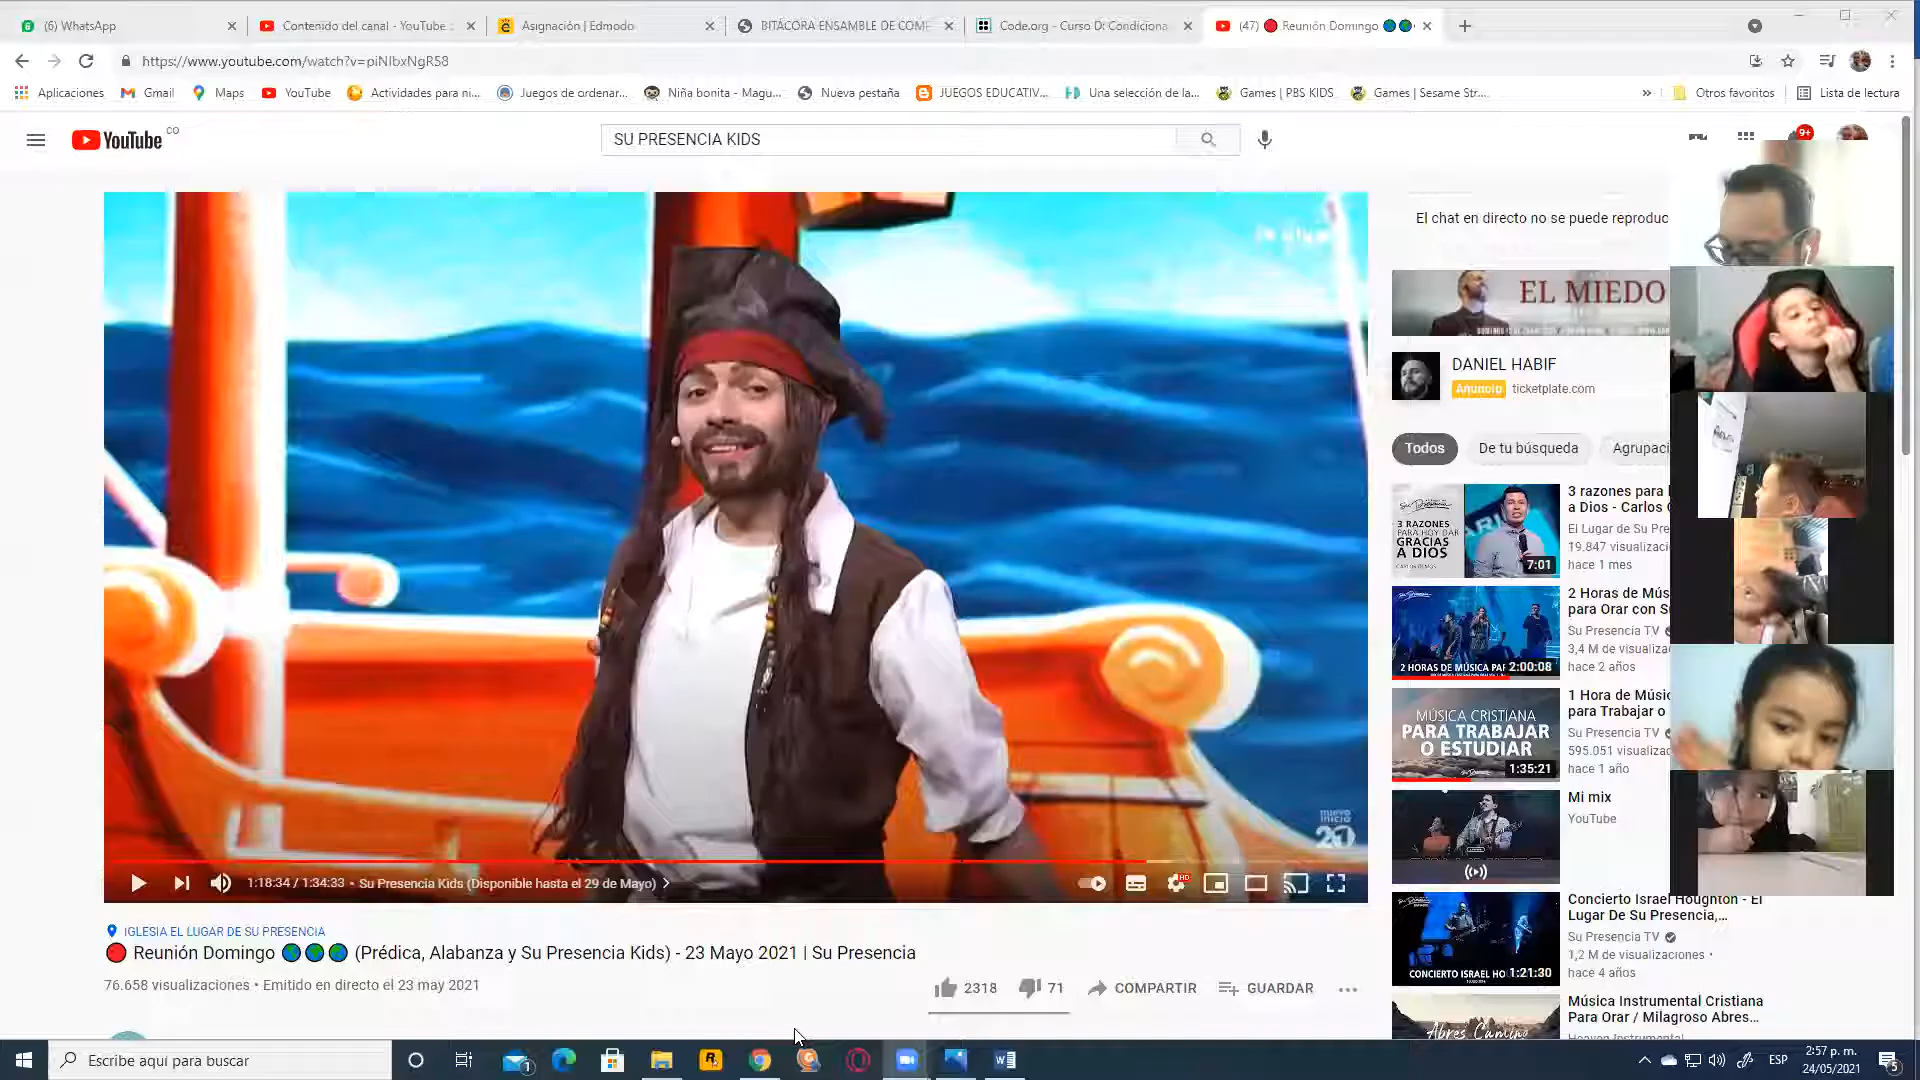 (6) WhatsApp
Contenido del canal - YouTube
Asignación | Edmodo
BITÁCORA ENSAMBLE DE COM
Code.org - Curso D: Condiciona
(47) 🔴 Reunión Domingo 🌎🌎
https://www.youtube.com/watch?v=piNIbxNgR58
Aplicaciones
Gmail
Maps
YouTube
Actividades para ni...
Juegos de ordenar...
Niña bonita - Magu...
Nueva pestaña
JUEGOS EDUCATIV...
Una selección de la...
Games | PBS KIDS
Games | Sesame Str...
»
Otros favoritos
Lista de lectura
YouTube CO
SU PRESENCIA KIDS
9+
El chat en directo no se puede reproduc
EL MIEDO
DANIEL HABIF
Anuncio ticketplate.com
Todos
De tu búsqueda
Agrupaci
3 RAZONES
PARA HOY DAR
GRACIAS
A DIOS
7:01
3 razones para
a Dios - Carlos
El Lugar de Su Pre
19.847 visualizaci
hace 1 mes
2 HORAS DE MÚSICA PAR
2:00:08
2 Horas de Mús
para Orar con S
Su Presencia TV
3,4 M de visualiza
hace 2 años
MÚSICA CRISTIANA
PARA TRABAJAR
O ESTUDIAR
1:35:21
1 Hora de Músic
para Trabajar o
Su Presencia TV
595.051 visualizac
hace 1 año
Mi mix
YouTube
CONCIERTO ISRAEL HO
1:21:30
Concierto Israel Houghton - El
Lugar De Su Presencia,...
Su Presencia TV
1,2 M de visualizaciones •
hace 4 años
Abres Camino
Música Instrumental Cristiana
Para Orar / Milagroso Abres...
Heaven Instrumental
nuevo
inicio
20
1:18:34 / 1:34:33 • Su Presencia Kids (Disponible hasta el 29 de Mayo)
HD
IGLESIA EL LUGAR DE SU PRESENCIA
🔴 Reunión Domingo 🌎🌎🌎 (Prédica, Alabanza y Su Presencia Kids) - 23 Mayo 2021 | Su Presencia
76.658 visualizaciones • Emitido en directo el 23 may 2021
2318
71
COMPARTIR
GUARDAR
Escribe aquí para buscar
1
ESP
2:57 p. m.
24/05/2021
5